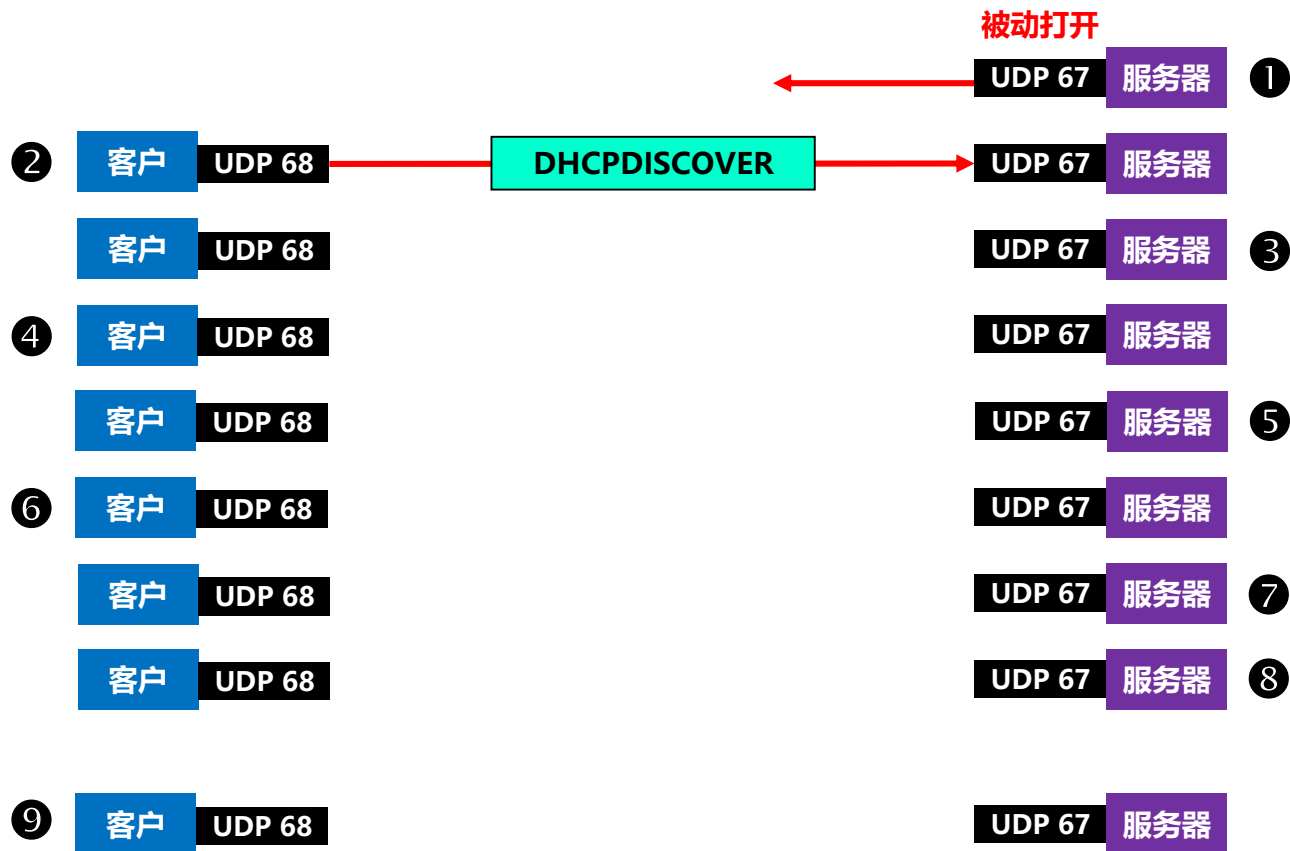 被动打开
UDP 67 服务器 ❶
❷ 客户 UDP 68 DHCPDISCOVER UDP 67 服务器
客户 UDP 68 UDP 67 服务器 ❸
❹ 客户 UDP 68 UDP 67 服务器
客户 UDP 68 UDP 67 服务器 ❺
❻ 客户 UDP 68 UDP 67 服务器
客户 UDP 68 UDP 67 服务器 ❼
客户 UDP 68 UDP 67 服务器 ❽
❾ 客户 UDP 68 UDP 67 服务器